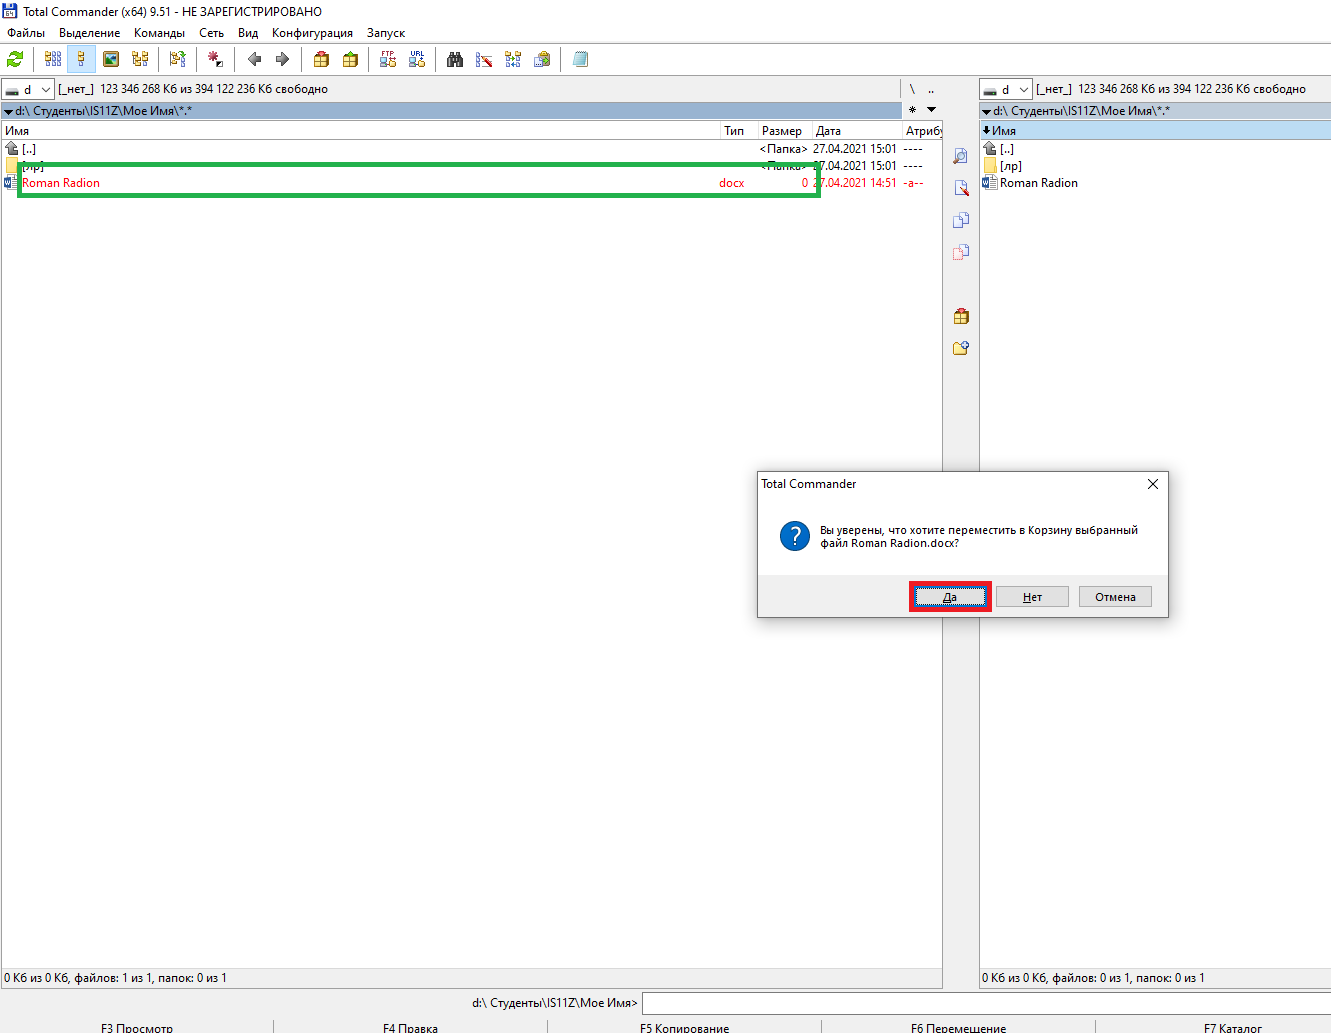 Total Commander (x64) 9.51 - НЕ ЗАРЕГИСТРИРОВАНО
Файлы Выделение Команды Сеть Вид Конфигурация Запуск
FTP URL
d [_нет_] 123 346 268 Кб из 394 122 236 Кб свободно \ .. d [_нет_] 123 346 268 Кб из 394 122 236 Кб свободно
d:\ Студенты\IS11Z\Мое Имя\*.* * d:\ Студенты\IS11Z\Мое Имя\*.*
Имя Тип Размер Дата Атрибу Имя
[..] <Папка> 27.04.2021 15:01 ---- [..]
[лр] <Папка> 27.04.2021 15:01 ---- [лр]
Roman Radion docx 0 27.04.2021 14:51 -a-- Roman Radion
Total Commander
Вы уверены, что хотите переместить в Корзину выбранный
файл Roman Radion.docx?
Да Нет Отмена
0 Кб из 0 Кб, файлов: 1 из 1, папок: 0 из 1 0 Кб из 0 Кб, файлов: 0 из 1, папок: 0 из 1
d:\ Студенты\IS11Z\Мое Имя>
F3 Просмотр F4 Правка F5 Копирование F6 Перемещение F7 Каталог